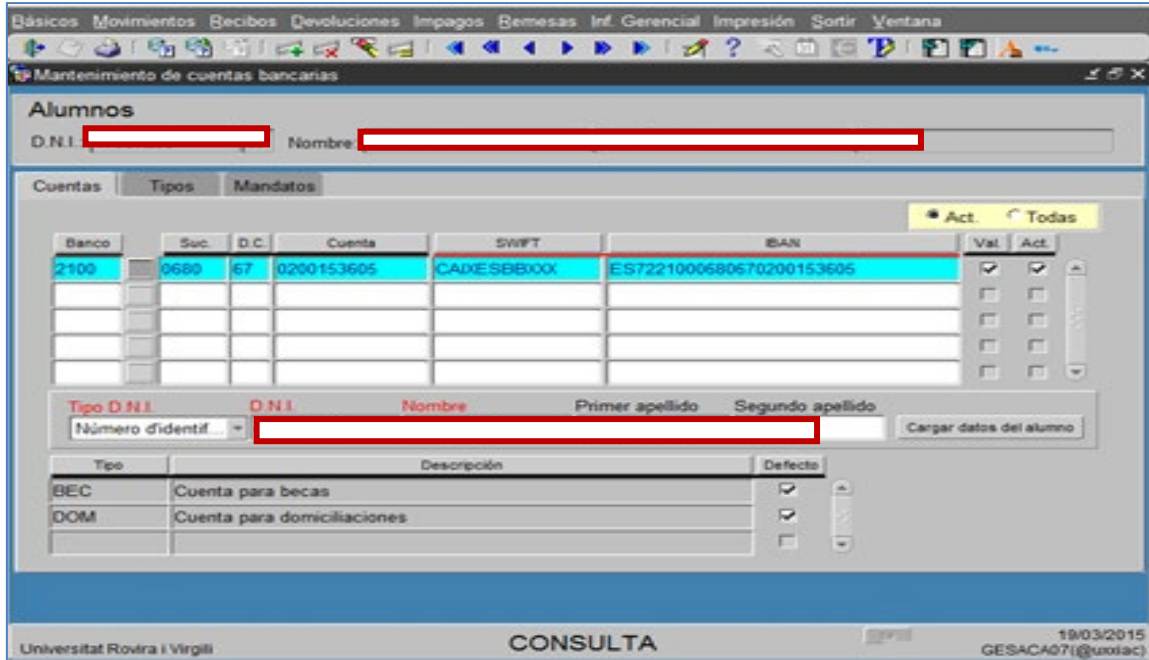 Básicos Movimientos Recibos Devoluciones Impagos Remesas Inf. Gerencial Impresión Sortir Ventana
Mantenimiento de cuentas bancarias
Alumnos
D.N.I.: Nombre:
Cuentas Tipos Mandatos
Act. Todas
Banco Suc. D.C. Cuenta SWIFT IBAN Val. Act.
2100 0680 67 0200153605 CAIXESBBXXX ES7221000680670200153605
Tipo D.N.I. D.N.I. Nombre Primer apellido Segundo apellido
Número d'identif... Cargar datos del alumno
Tipo Descripción Defecto
BEC Cuenta para becas
DOM Cuenta para domiciliaciones
Universitat Rovira i Virgili CONSULTA 19/03/2015
GESACA07(@uxxiac)